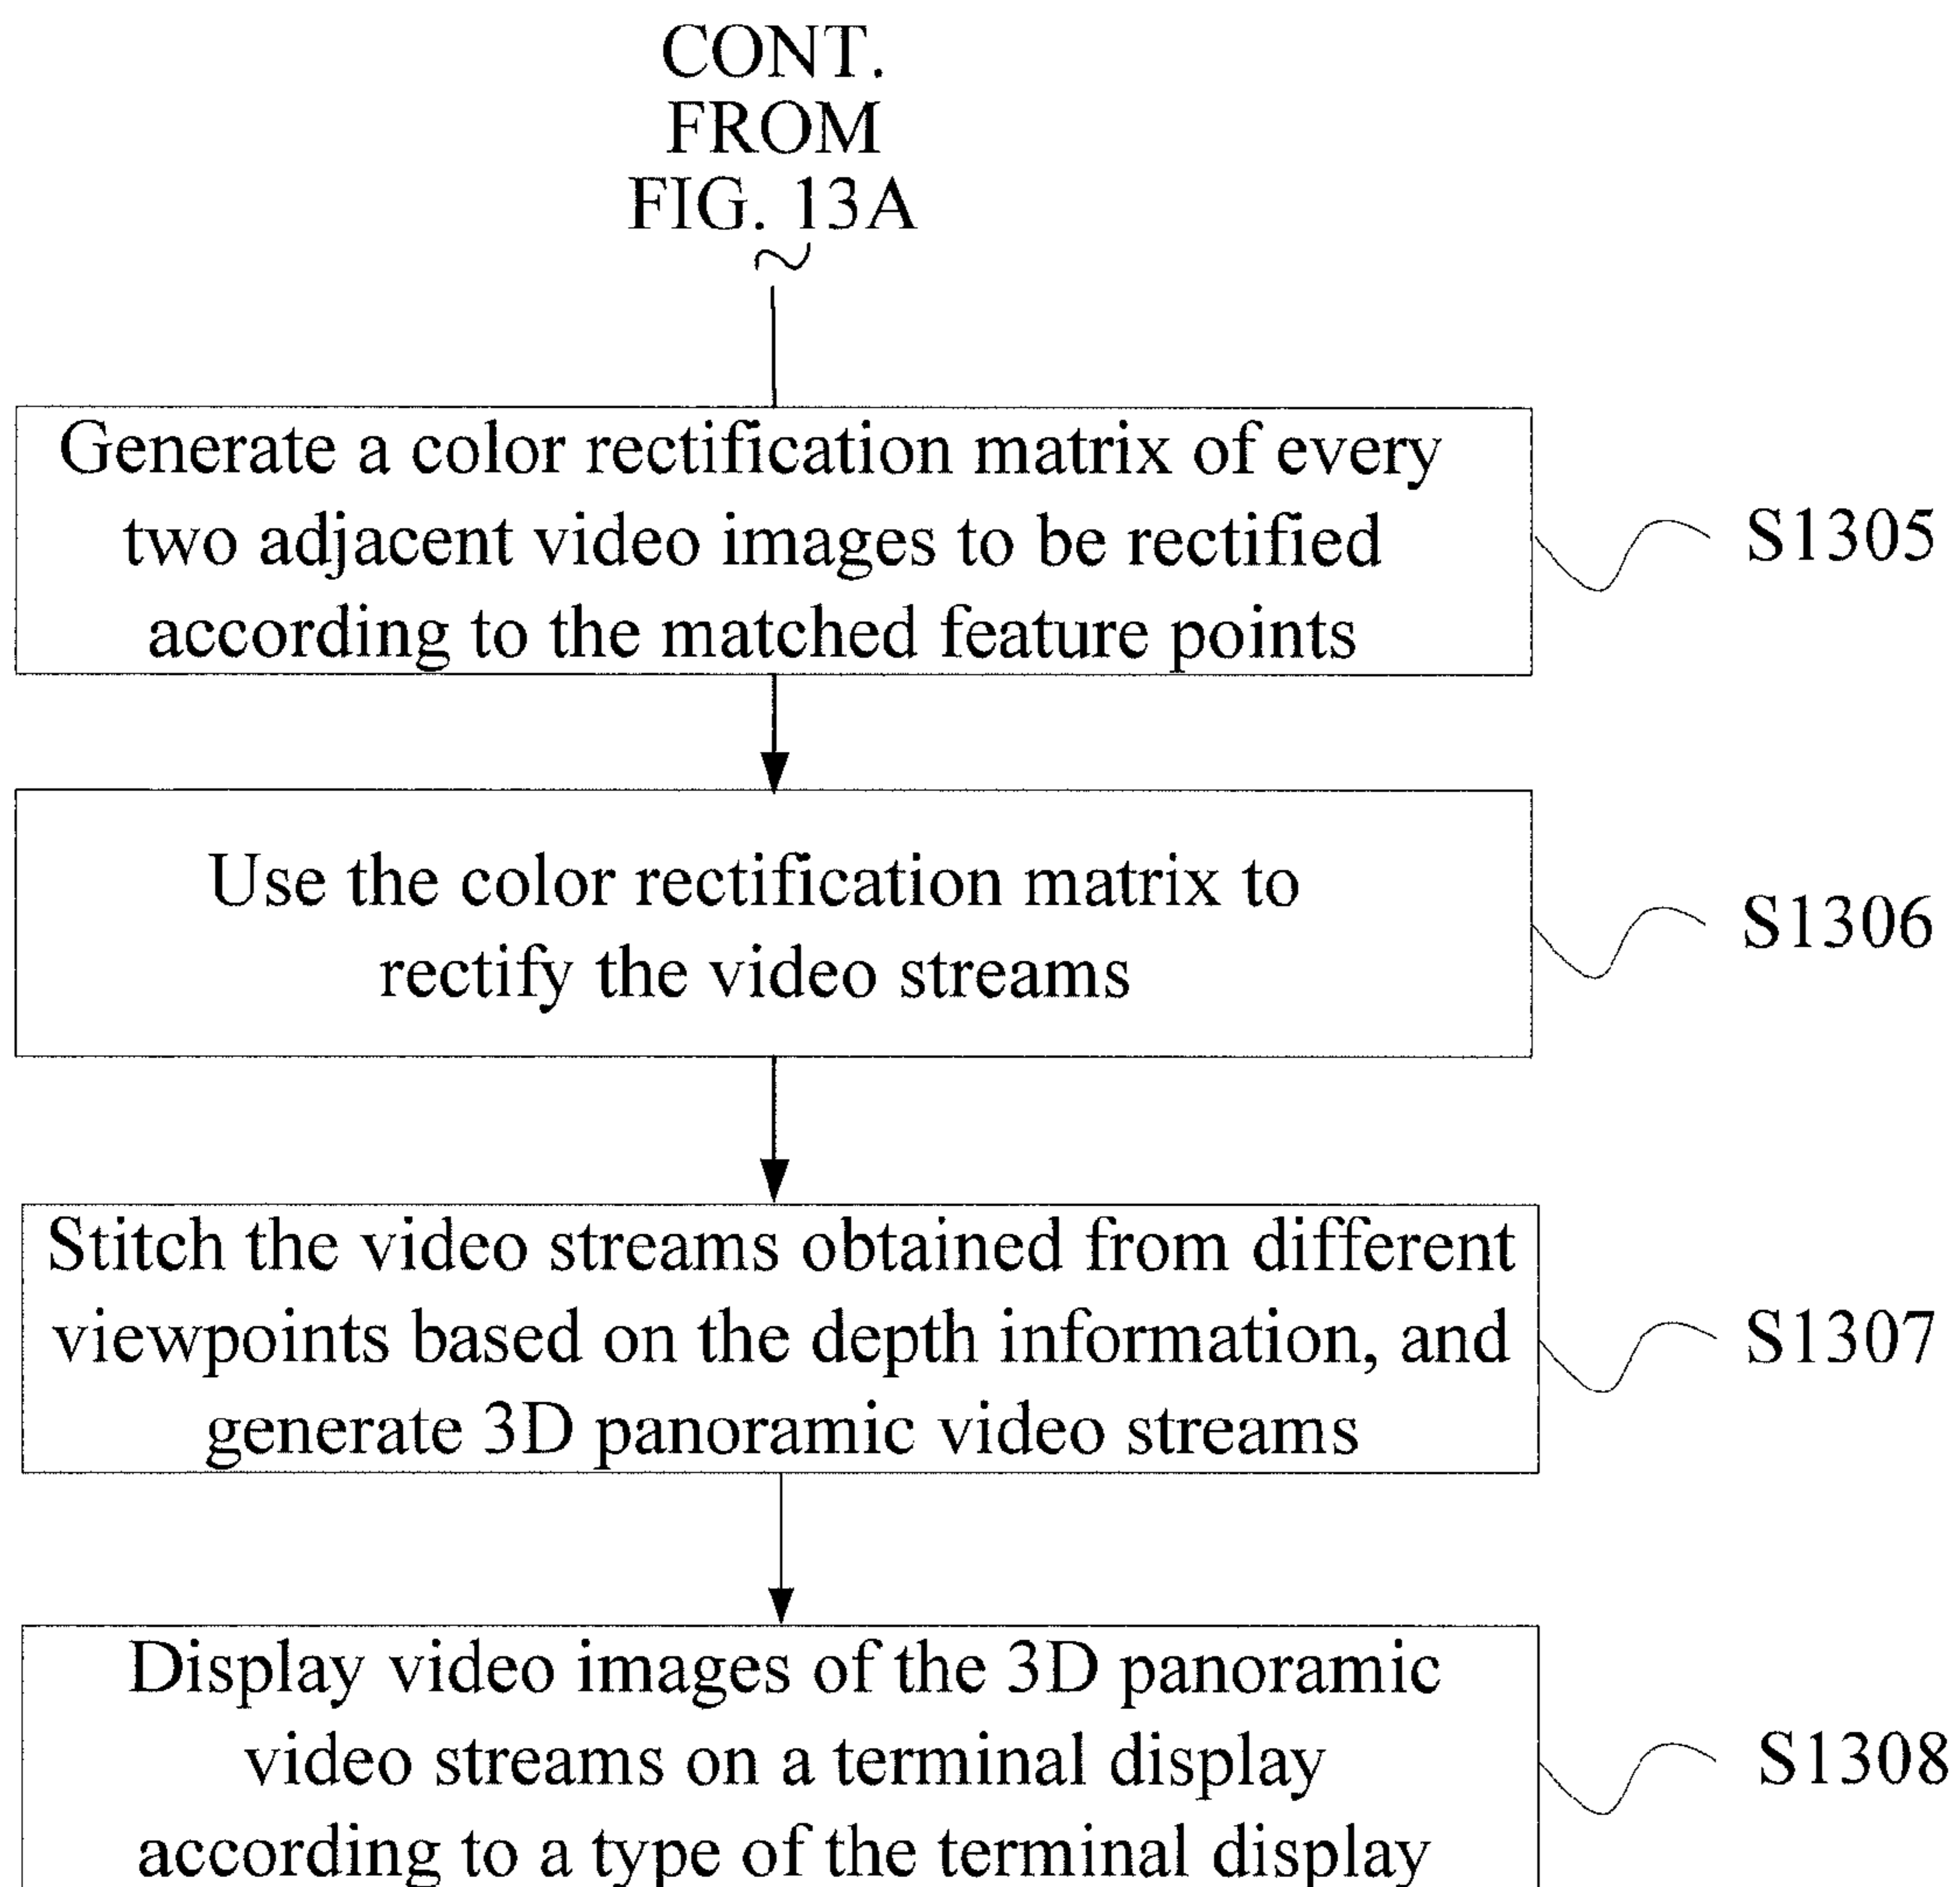 CONT.
FROM
FIG. 13A
Generate a color rectification matrix of every
two adjacent video images to be rectified
according to the matched feature points
S1305
Use the color rectification matrix to
rectify the video streams
S1306
Stitch the video streams obtained from different
viewpoints based on the depth information, and
generate 3D panoramic video streams
S1307
Display video images of the 3D panoramic
video streams on a terminal display
according to a type of the terminal display
S1308